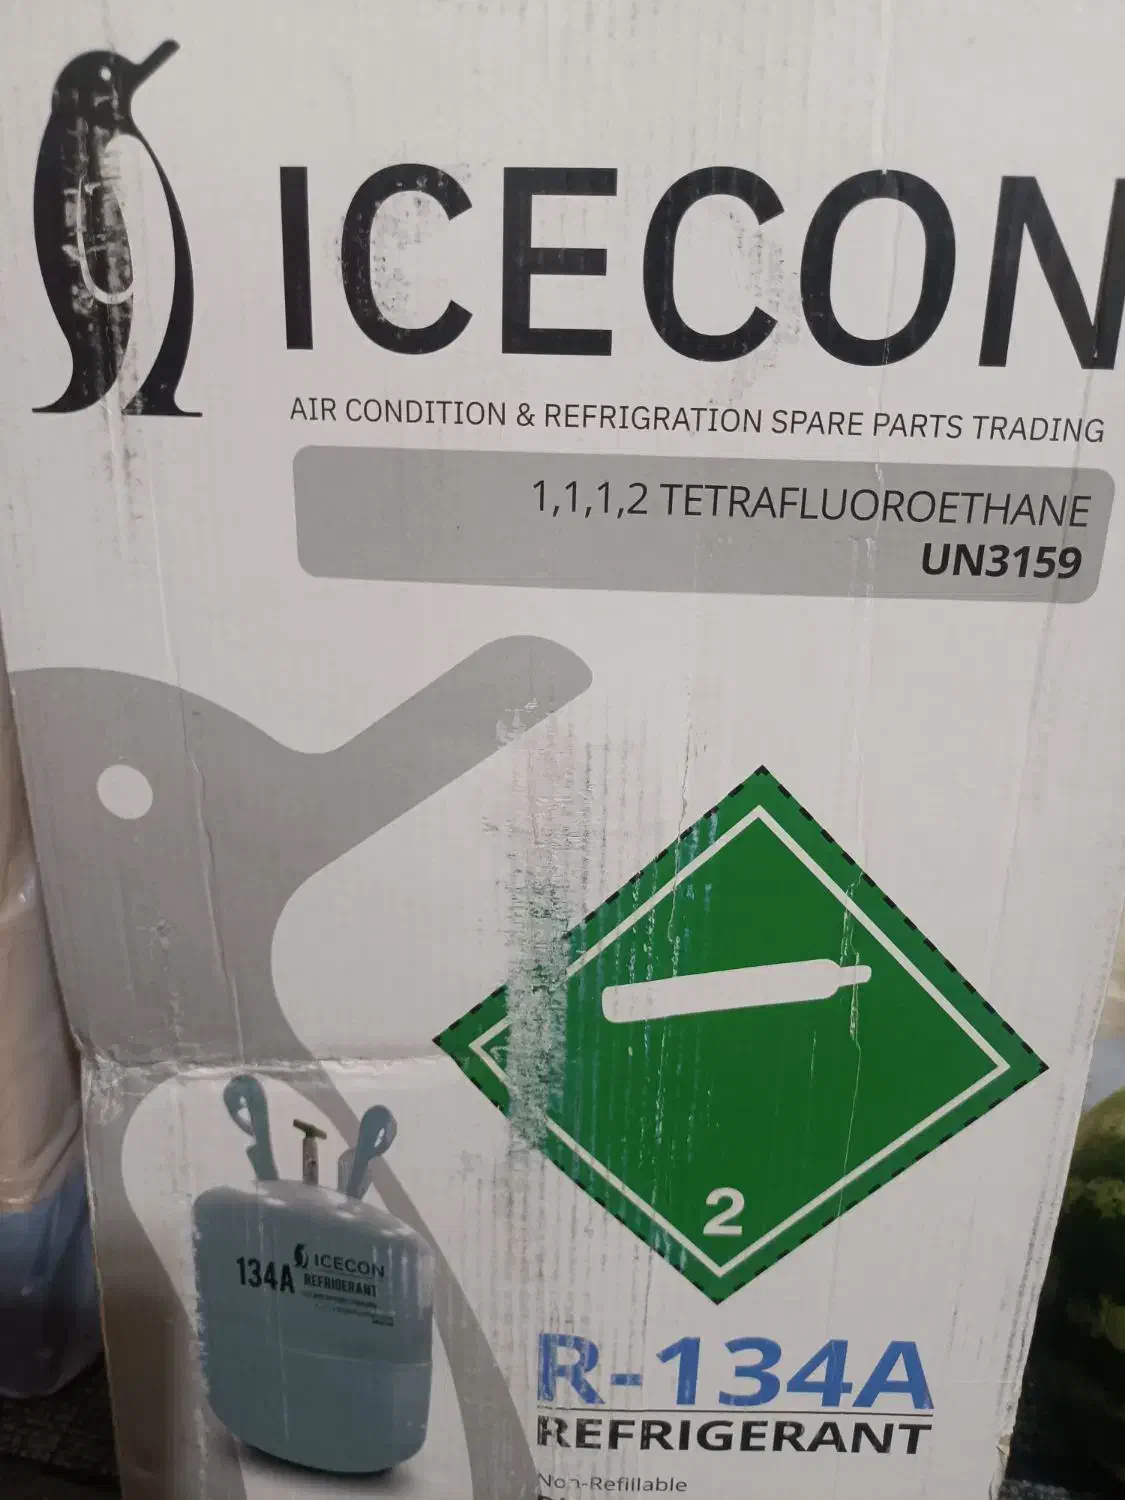 ICECON
AIR CONDITION & REFRIGRATION SPARE PARTS TRADING
1,1,1,2 TETRAFLUOROETHANE
UN3159
2
ICECON
134A
REFRIGERANT
R-134A
REFRIGERANT
Non-Refillable